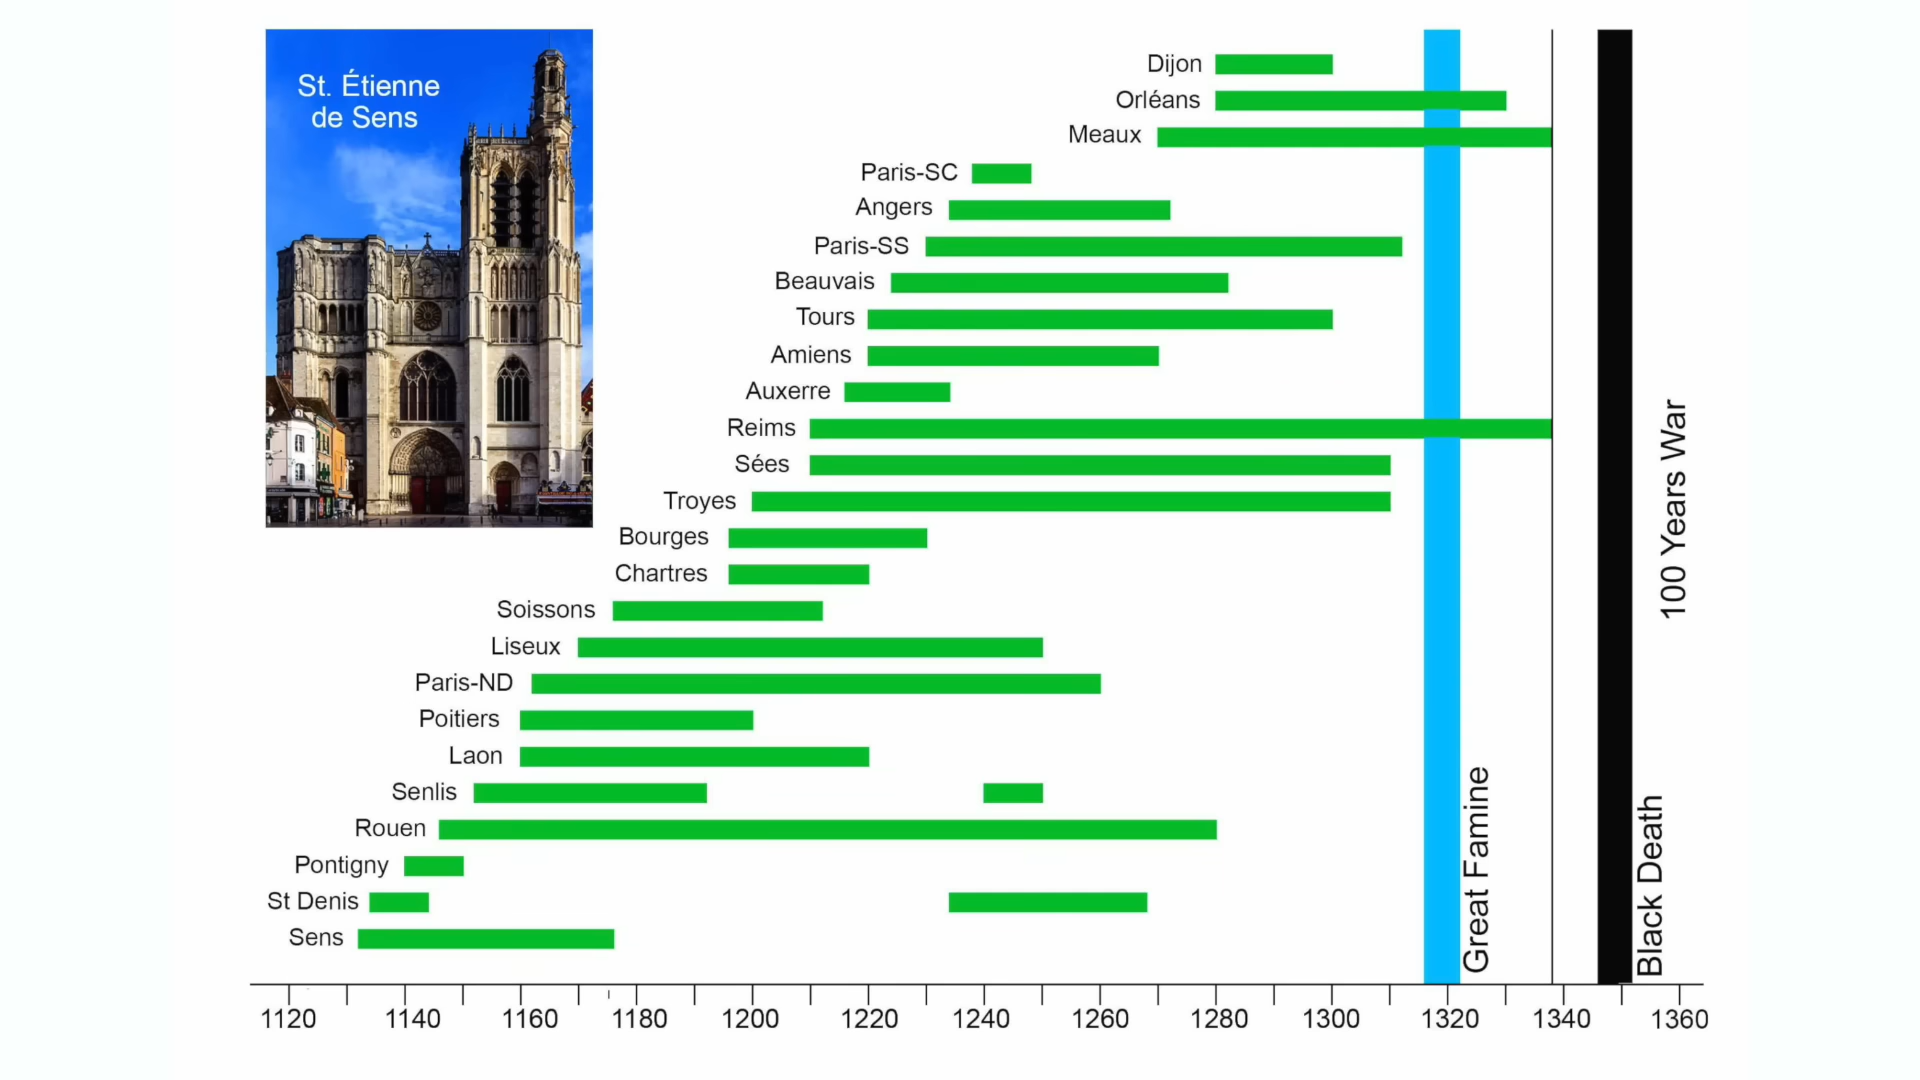 St. Étienne
de Sens
Dijon
Orléans
Meaux
Paris-SC
Angers
Paris-SS
Beauvais
Tours
Amiens
Auxerre
Reims
Sées
Troyes
Bourges
Chartres
Soissons
Liseux
Paris-ND
Poitiers
Laon
Senlis
Rouen
Pontigny
St Denis
Sens
Great Famine
Black Death
100 Years War
1120 1140 1160 1180 1200 1220 1240 1260 1280 1300 1320 1340 1360